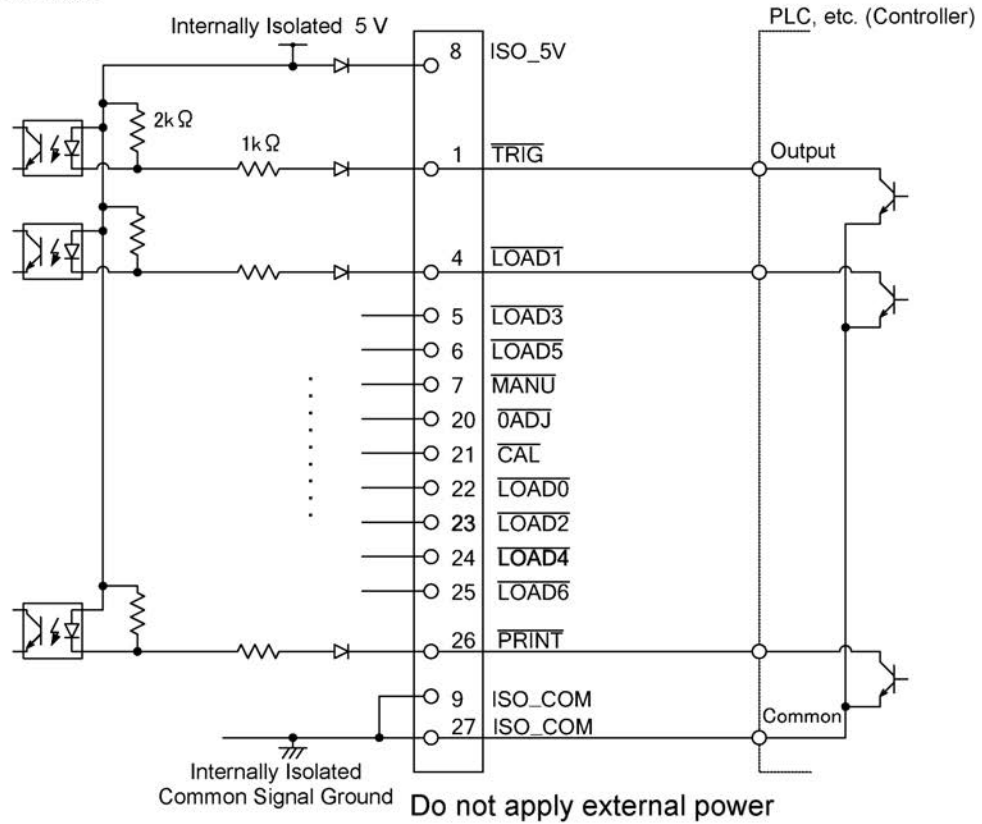 PLC, etc. (Controller)
Internally Isolated 5 V
8 ISO_5V
2kΩ
1kΩ
1 TRIG
Output
4 LOAD1
5 LOAD3
6 LOAD5
7 MANU
20 0ADJ
21 CAL
22 LOAD0
23 LOAD2
24 LOAD4
25 LOAD6
26 PRINT
9 ISO_COM
27 ISO_COM
Common
Internally Isolated
Common Signal Ground
Do not apply external power